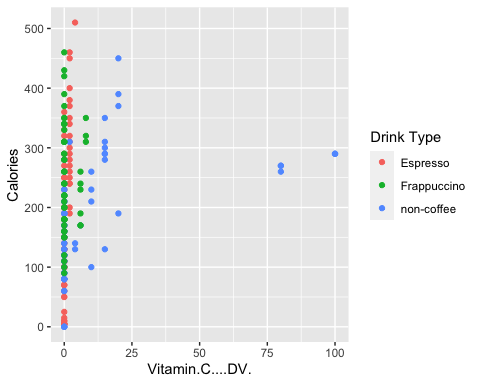 500
400
300
200
100
0
Calories
0
25
50
75
100
Vitamin.C....DV.
Drink Type
Espresso
Frappuccino
non-coffee